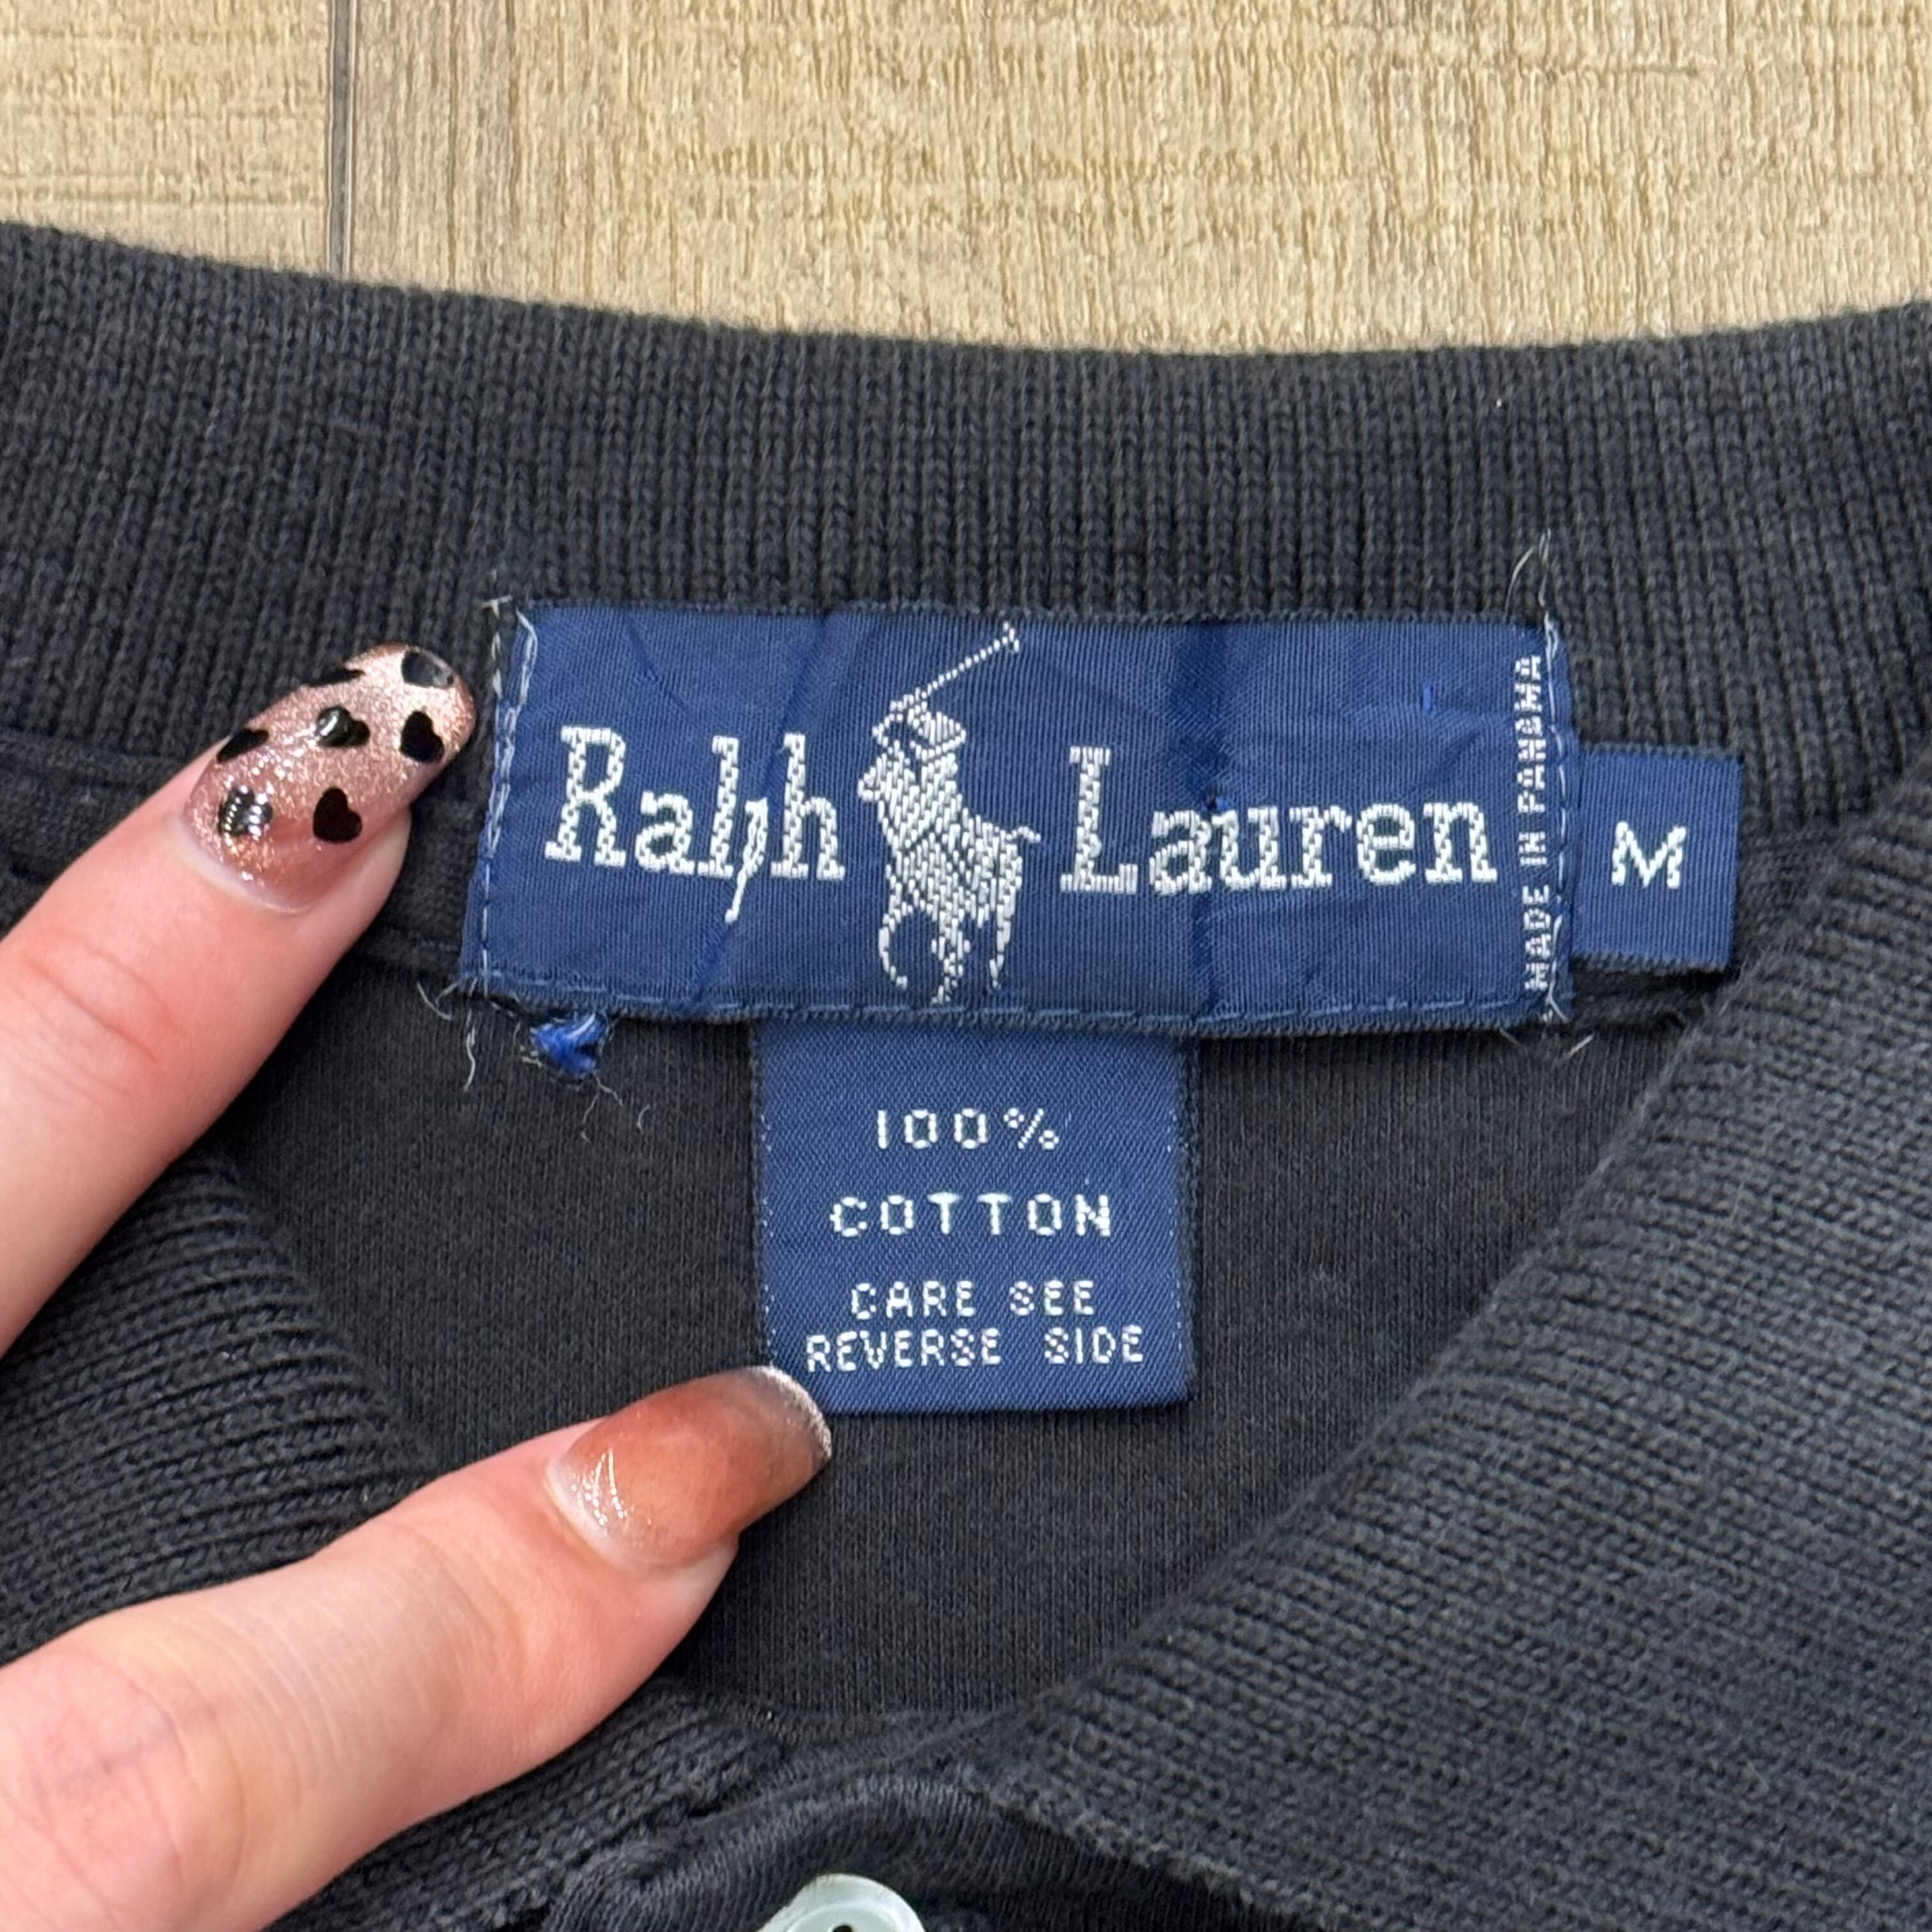 Ralph Lauren
MADE IN PANAMA
M
100%
COTTON
CARE SEE
REVERSE SIDE